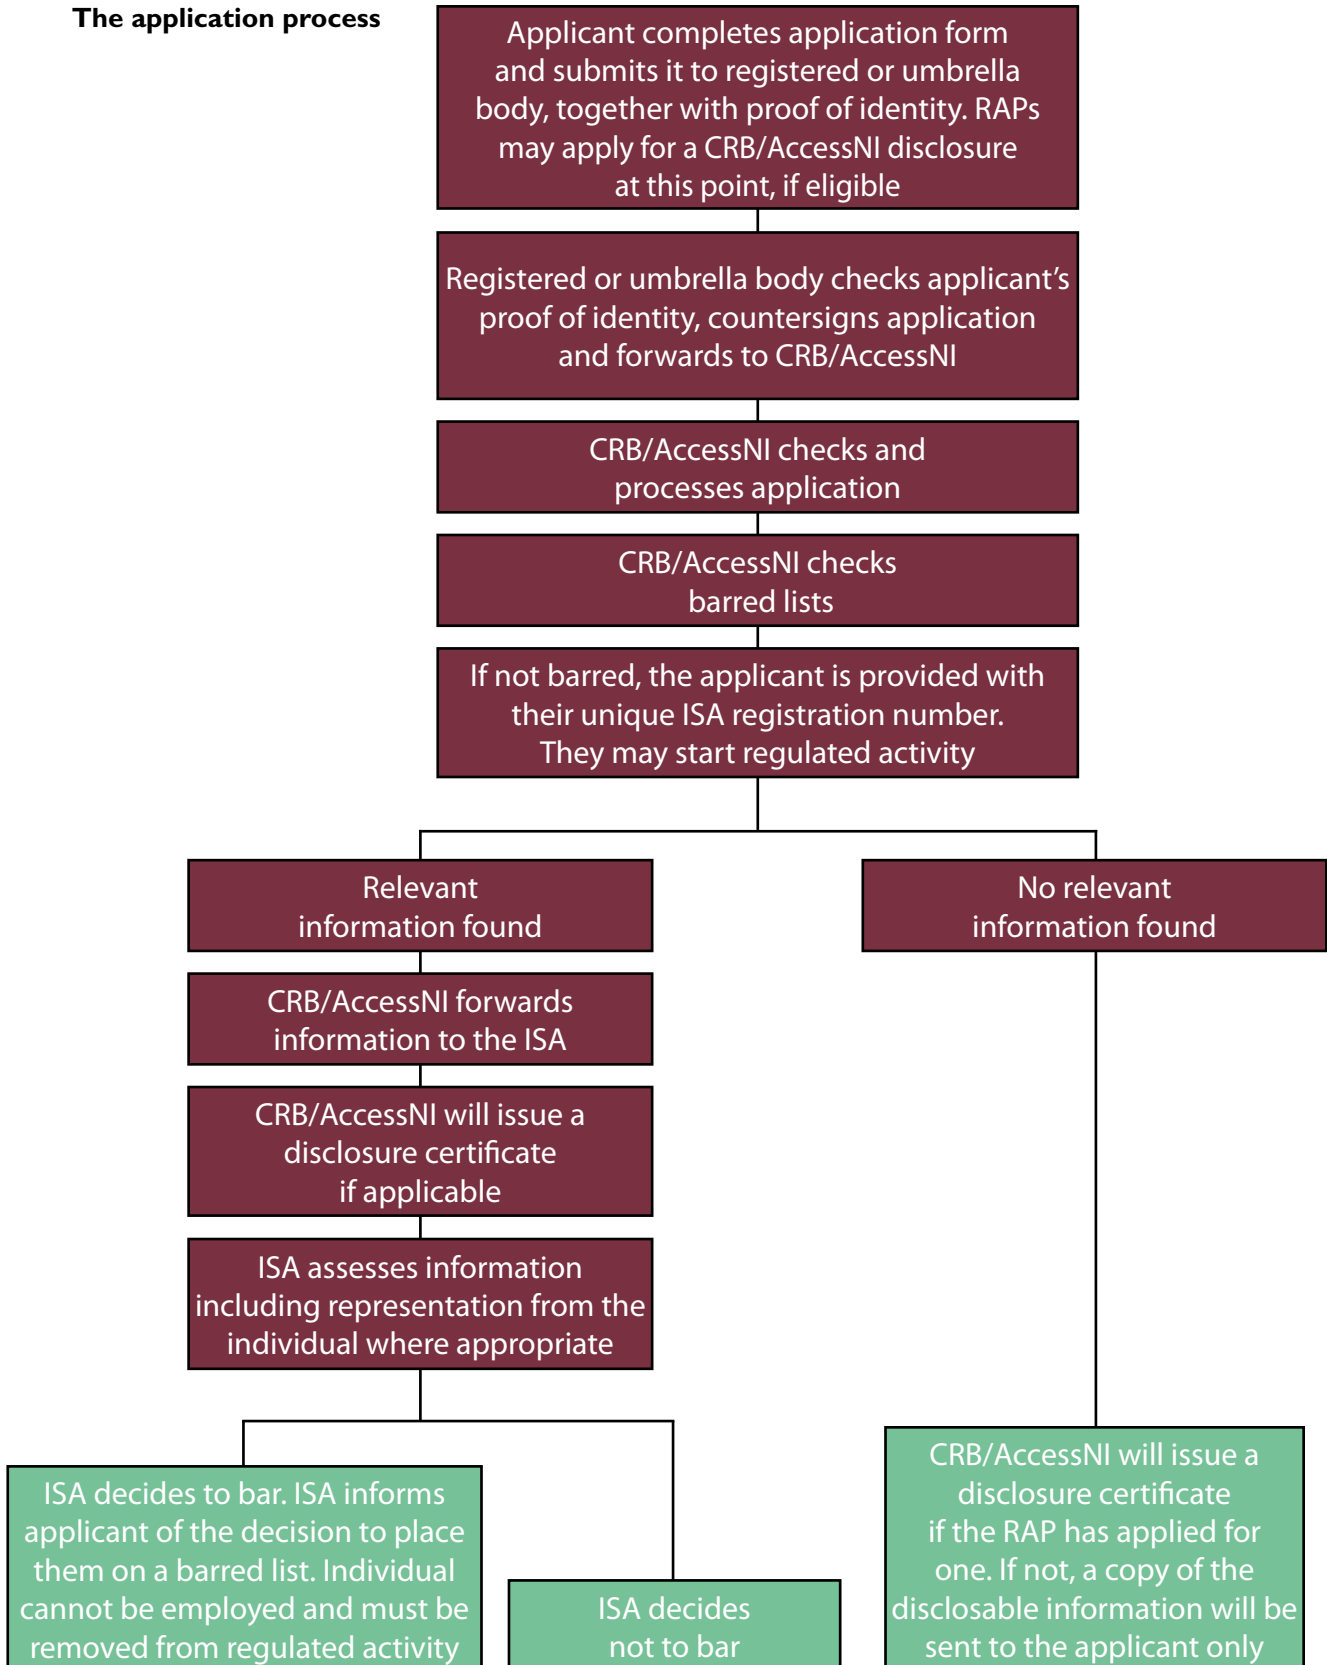 The application process
Applicant completes application form
and submits it to registered or umbrella
body, together with proof of identity. RAPs
may apply for a CRB/AccessNI disclosure
at this point, if eligible
Registered or umbrella body checks applicant’s
proof of identity, countersigns application
and forwards to CRB/AccessNI
CRB/AccessNI checks and
processes application
CRB/AccessNI checks
barred lists
If not barred, the applicant is provided with
their unique ISA registration number.
They may start regulated activity
Relevant
information found
No relevant
information found
CRB/AccessNI forwards
information to the ISA
CRB/AccessNI will issue a
disclosure certificate
if applicable
ISA assesses information
including representation from the
individual where appropriate
ISA decides to bar. ISA informs
applicant of the decision to place
them on a barred list. Individual
cannot be employed and must be
removed from regulated activity
ISA decides
not to bar
CRB/AccessNI will issue a
disclosure certificate
if the RAP has applied for
one. If not, a copy of the
disclosable information will be
sent to the applicant only